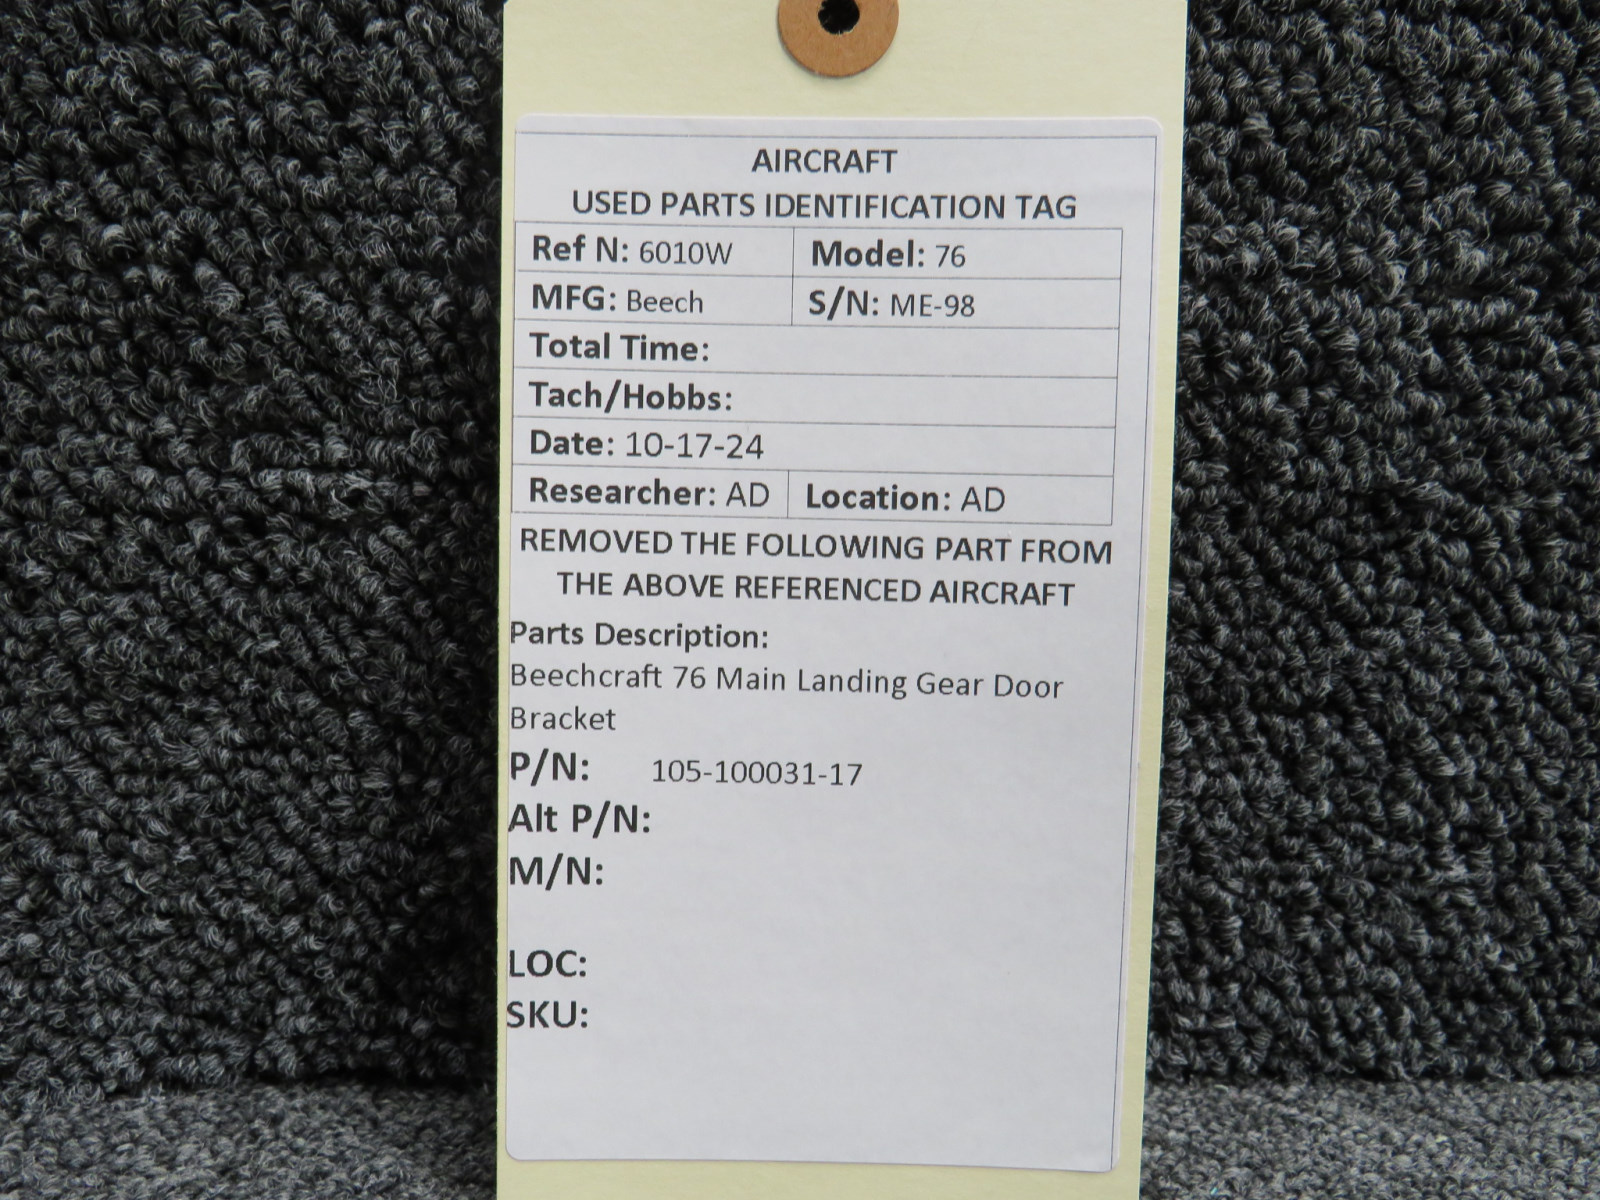 AIRCRAFT
USED PARTS IDENTIFICATION TAG
Ref N: 6010W Model: 76
MFG: Beech S/N: ME-98
Total Time:
Tach/Hobbs:
Date: 10-17-24
Researcher: AD Location: AD
REMOVED THE FOLLOWING PART FROM
THE ABOVE REFERENCED AIRCRAFT
Parts Description:
Beechcraft 76 Main Landing Gear Door
Bracket
P/N: 105-100031-17
Alt P/N:
M/N:
LOC:
SKU: